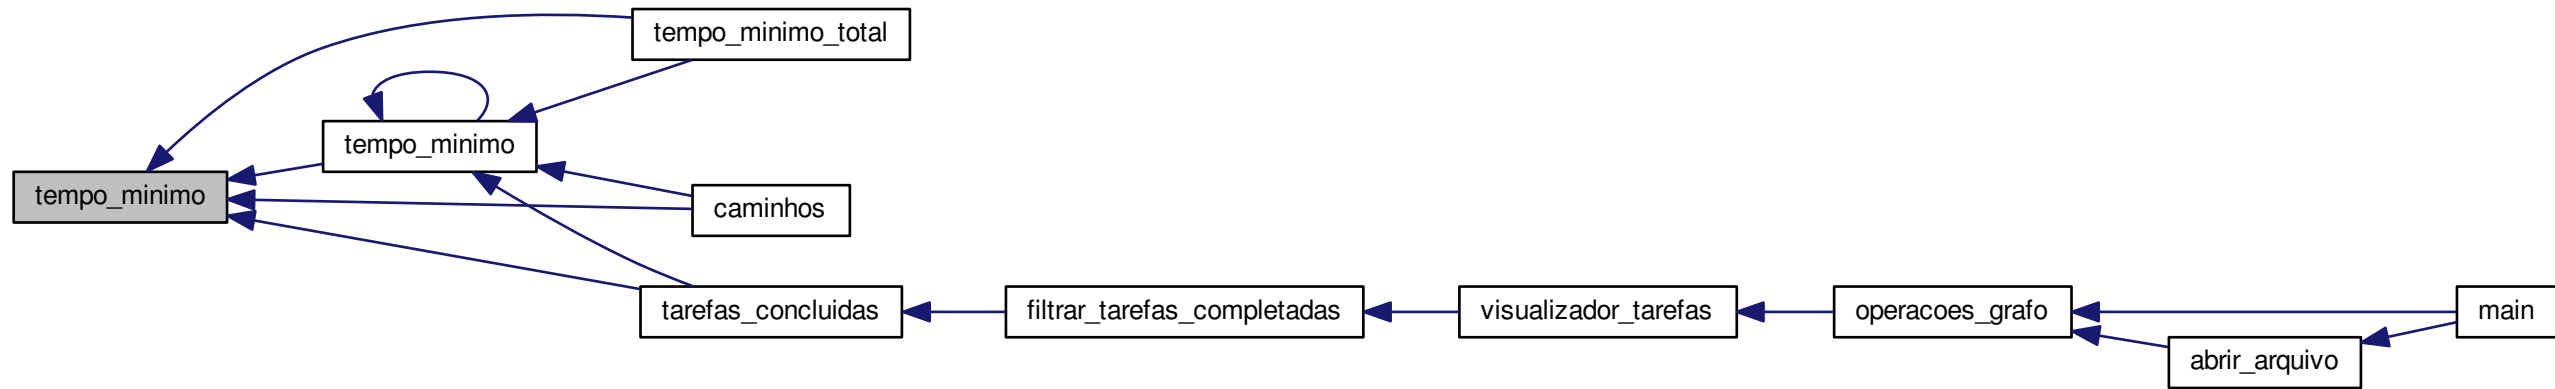 tempo_minimo_total
tempo_minimo
tempo_minimo
caminhos
tarefas_concluidas
filtrar_tarefas_completadas
visualizador_tarefas
operacoes_grafo
main
abrir_arquivo